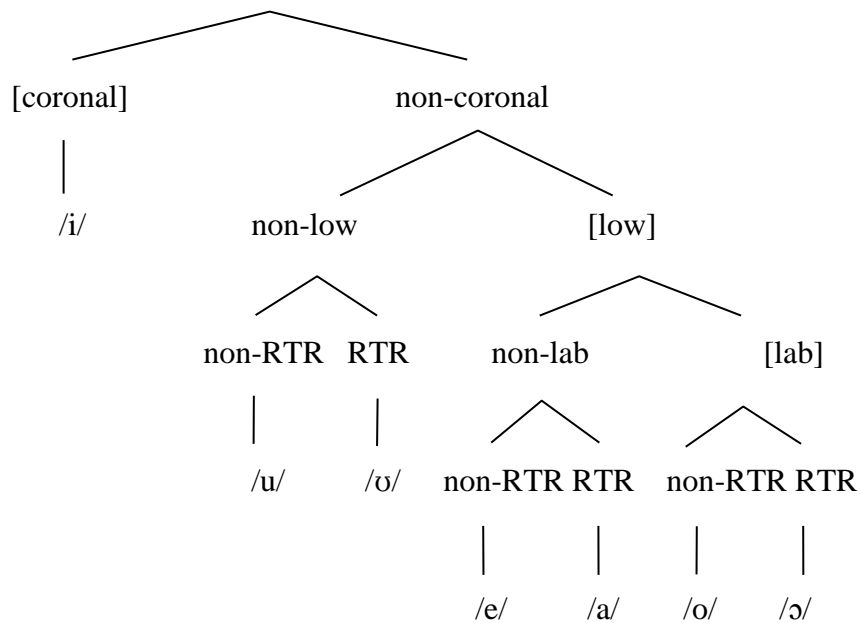 [coronal] non-coronal
/i/ non-low [low]
non-RTR RTR non-lab [lab]
/u/ /ʊ/ non-RTR RTR non-RTR RTR
/e/ /a/ /o/ /ɔ/